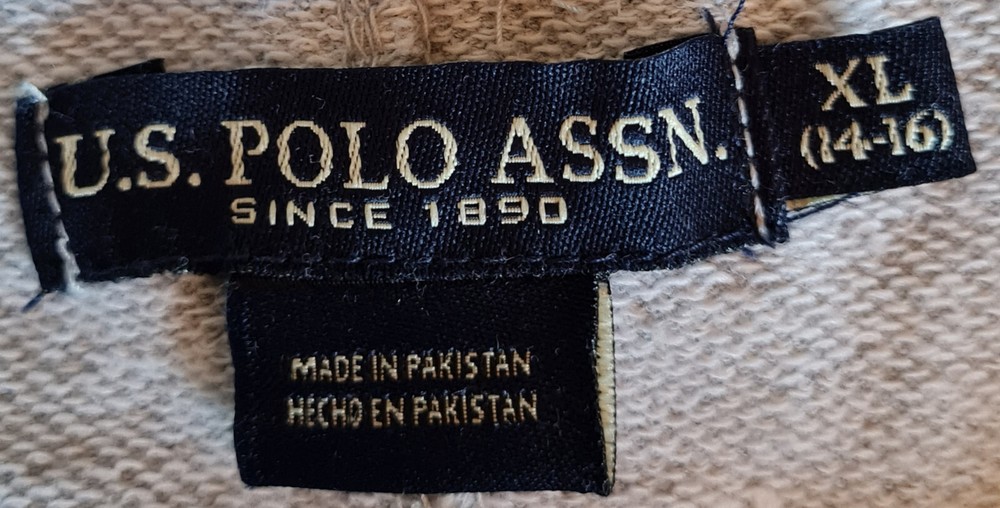 U.S. POLO ASSN.
SINCE 1890
XL
(14-16)
MADE IN PAKISTAN
HECHO EN PAKISTAN